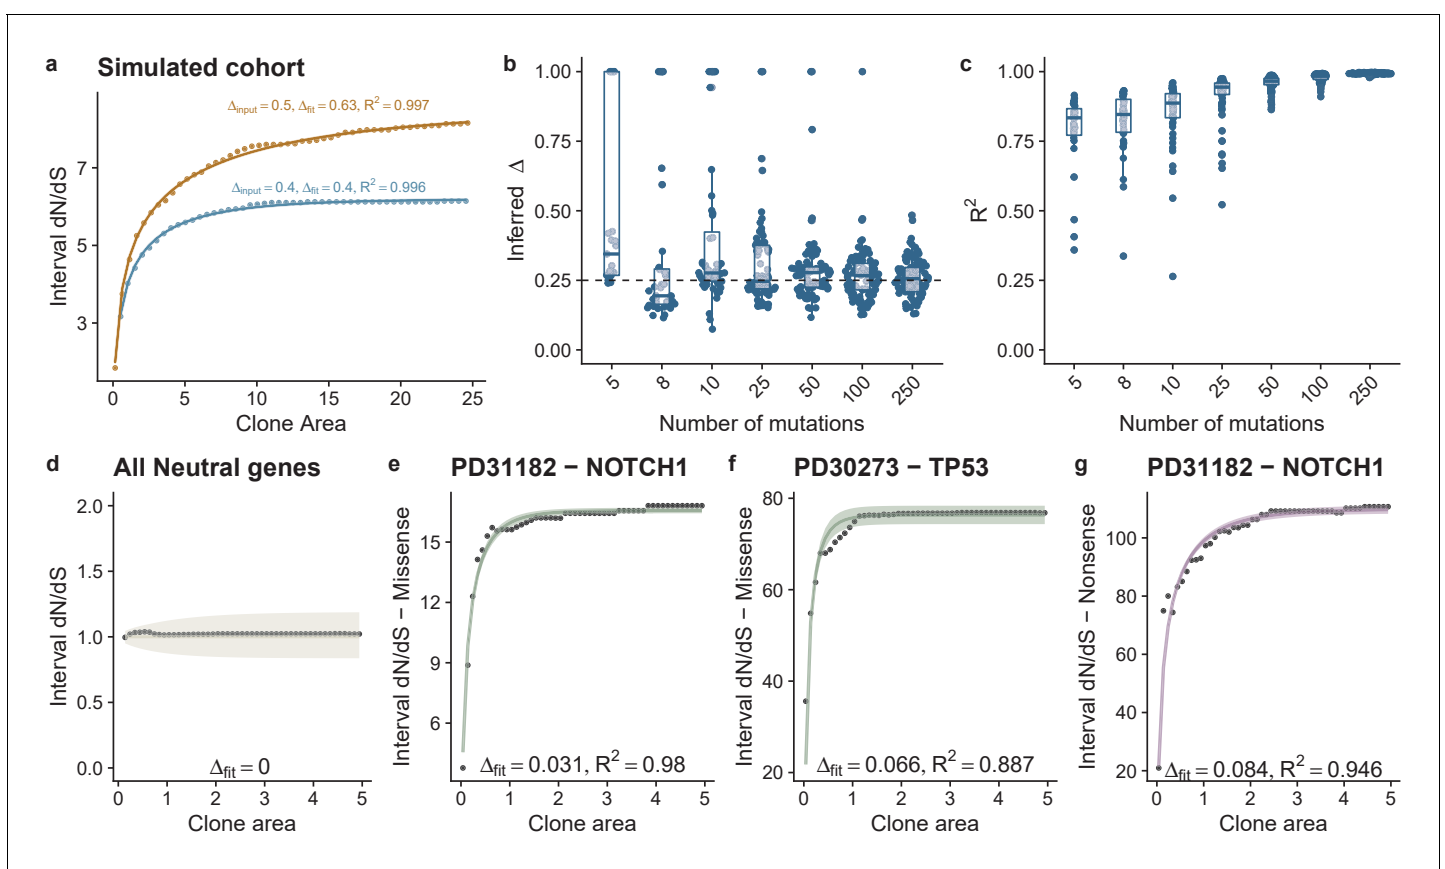 a Simulated cohort
Δinput = 0.5, Δfit = 0.63, R² = 0.997
Δinput = 0.4, Δfit = 0.4, R² = 0.996
Interval dN/dS
7
5
3
0 5 10 15 20 25
Clone Area
b
Inferred Δ
1.00
0.75
0.50
0.25
0.00
5 8 10 25 50 100 250
Number of mutations
c
R²
1.00
0.75
0.50
0.25
0.00
5 8 10 25 50 100 250
Number of mutations
d All Neutral genes
Interval dN/dS
2.0
1.5
1.0
0.5
0.0
Δfit = 0
0 1 2 3 4 5
Clone area
e PD31182 − NOTCH1
Interval dN/dS − Missense
15
12
9
6
Δfit = 0.031, R² = 0.98
0 1 2 3 4 5
Clone area
f PD30273 − TP53
Interval dN/dS − Missense
80
60
40
20
Δfit = 0.066, R² = 0.887
0 1 2 3 4 5
Clone area
g PD31182 − NOTCH1
Interval dN/dS − Nonsense
100
80
60
40
20
Δfit = 0.084, R² = 0.946
0 1 2 3 4 5
Clone area